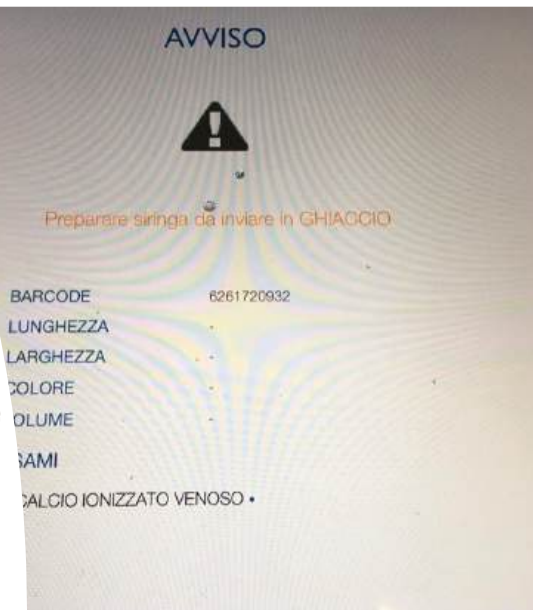 AVVISO
Preparare siringa da inviare in GHIACCIO
BARCODE 6261720932
LUNGHEZZA -
LARGHEZZA -
COLORE -
OLUME -
SAMI
CALCIO IONIZZATO VENOSO •